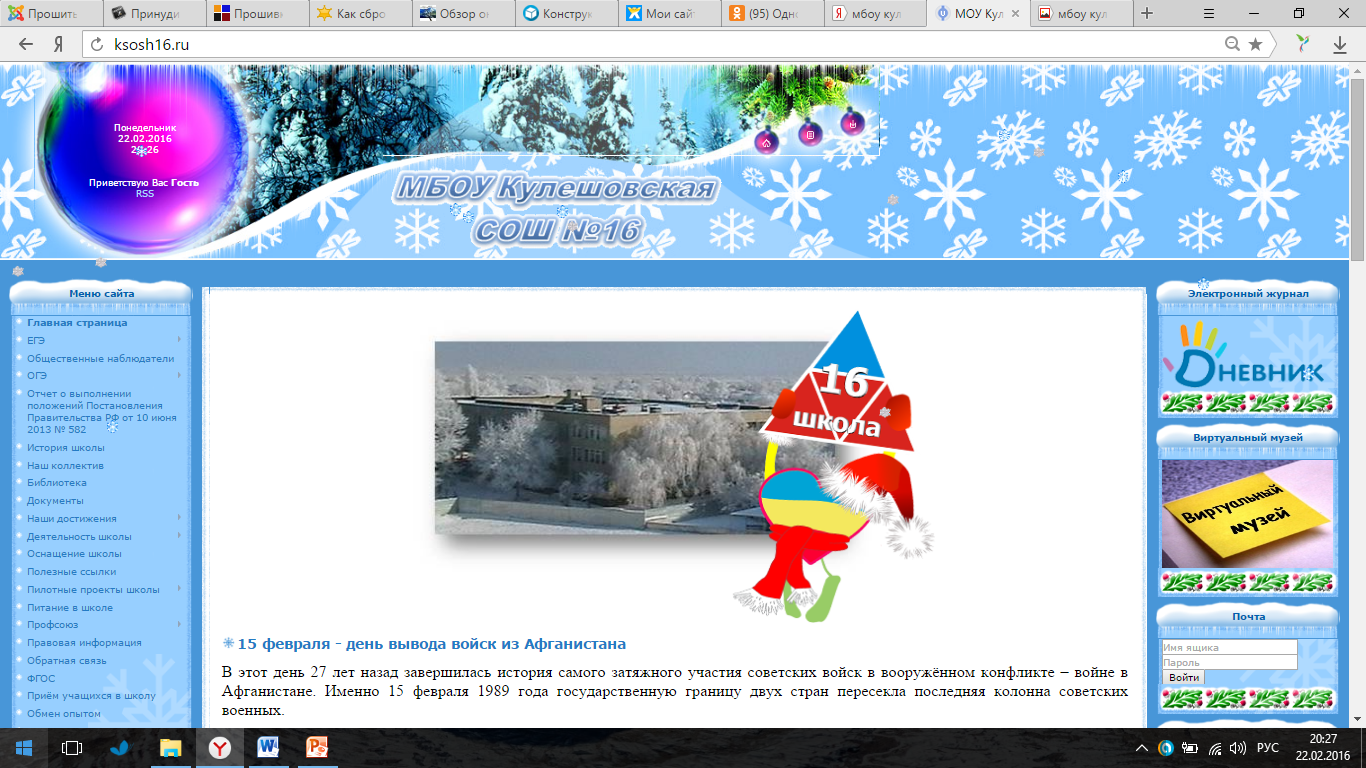 Прошить
Принуди
Прошивк
Как сбро
Обзор оп
Конструк
Мои сай
(95) Одно
мбоу кул
МОУ Кул
мбоу кул
ksosh16.ru
Понедельник
22.02.2016
Приветствую Вас Гость
RSS
МБОУ Кулешовская
СОШ №16
Меню сайта
Главная страница
ЕГЭ
Общественные наблюдатели
ОГЭ
Отчет о выполнении
положений Постановления
Правительства РФ от 10 июня
2013 № 582
История школы
Наш коллектив
Библиотека
Документы
Наши достижения
Деятельность школы
Оснащение школы
Полезные ссылки
Пилотные проекты школы
Питание в школе
Профсоюз
Правовая информация
Обратная связь
ФГОС
Приём учащихся в школу
Обмен опытом
16
школа
15 февраля - день вывода войск из Афганистана
В этот день 27 лет назад завершилась история самого затяжного участия советских войск в вооружённом конфликте – войне в
Афганистане. Именно 15 февраля 1989 года государственную границу двух стран пересекла последняя колонна советских
военных.
Электронный журнал
Дневник
Виртуальный музей
Виртуальный
музей
Почта
Имя ящика
Пароль
Войти
РУС
20:27
22.02.2016